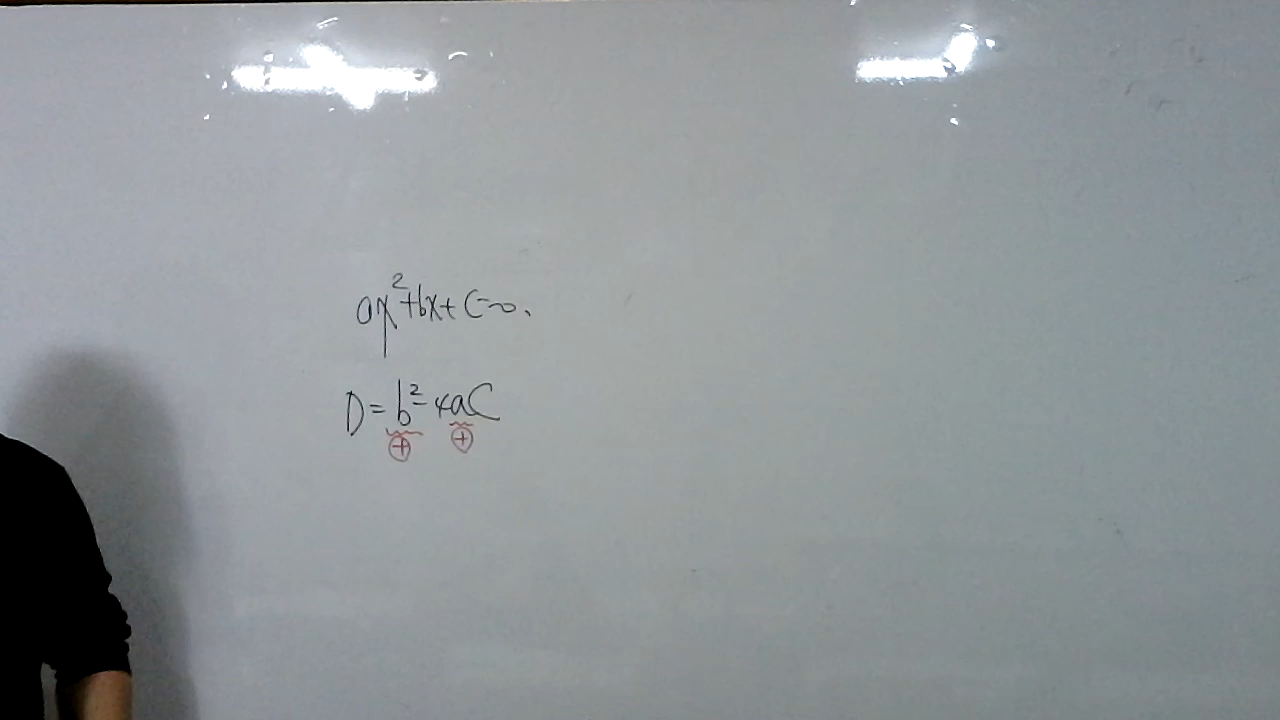 ax²+bx+c=0.
D=b²-4ac
⊕ ⊕